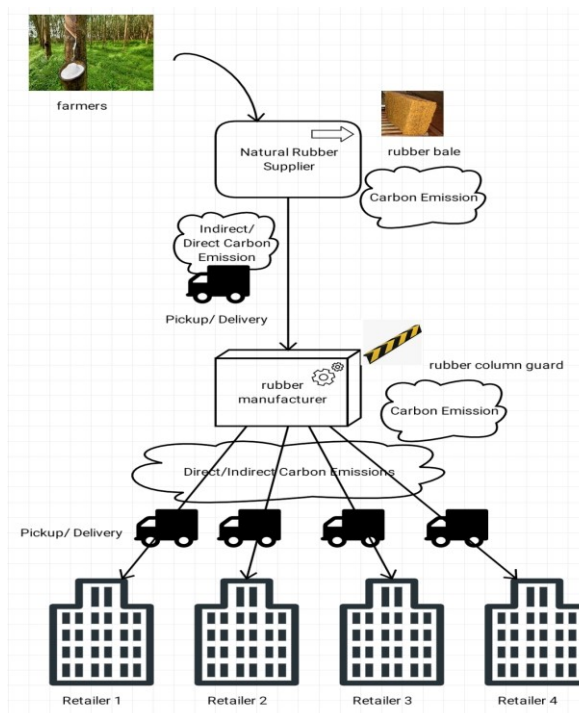 farmers
Natural Rubber
Supplier
rubber bale
Carbon Emission
Indirect/
Direct Carbon
Emission
Pickup/ Delivery
rubber column guard
rubber
manufacturer
Carbon Emission
Direct/Indirect Carbon Emissions
Pickup/ Delivery
Retailer 1
Retailer 2
Retailer 3
Retailer 4